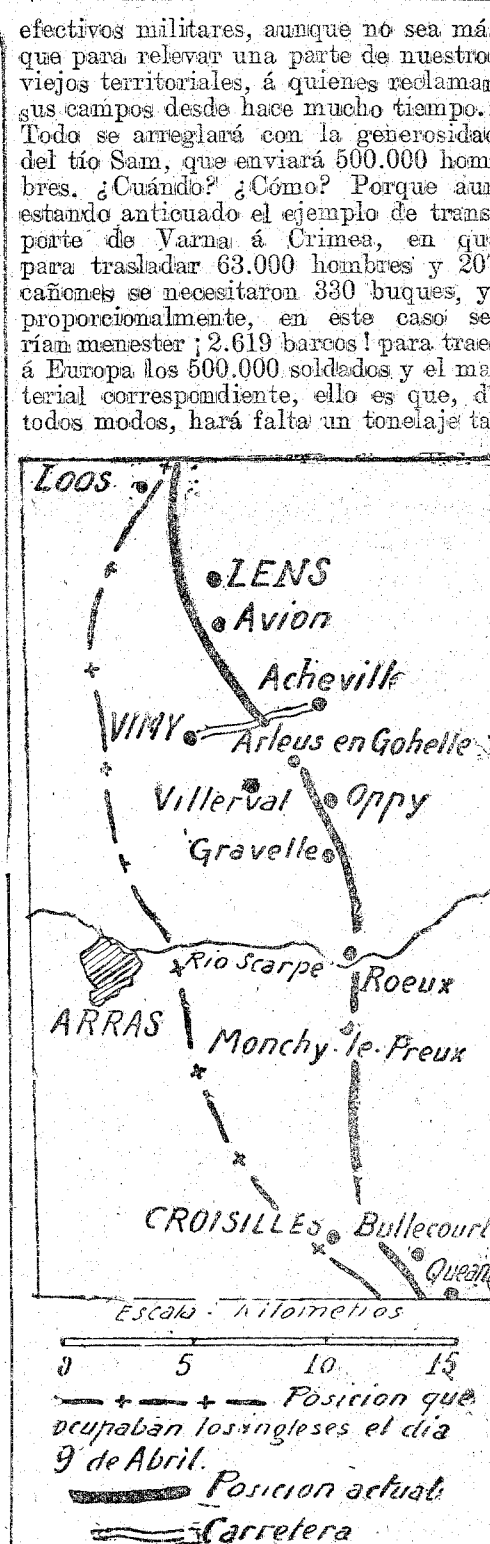 efectivos militares, aunque no sea má
que para relevar una parte de nuestro
viejos territoriales, á quienes reclaman
sus campos desde hace mucho tiempo.
Todo se arreglará con la generosidad
del tío Sam, que enviará 500.000 hom
bres. ¿Cuándo? ¿Cómo? Porque aun
estando anticuado el ejemplo de trans
porte de Varna á Crimea, en qu
para trasladar 63.000 hombres y 207
cañones se necesitaron 330 buques, y
proporcionalmente, en este caso se
rían menester ¡2.619 barcos! para trae
á Europa los 500.000 soldados y el ma
terial correspondiente, ello es que, d
todos modos, hará falta un tonelaje ta
Loos
LENS
Avion
Acheville
VIMY
Arleus en Gohelle
Villerval
Oppy
Gravelle
Rio Scarpe
Roeux
ARRAS
Monchy-le-Preux
CROISILLES
Bullecourt
Quean
Escala - Kilometros
0 5 10 15
Posicion que
ocupaban los ingleses el dia
9 de Abril.
Posicion actual
Carretera